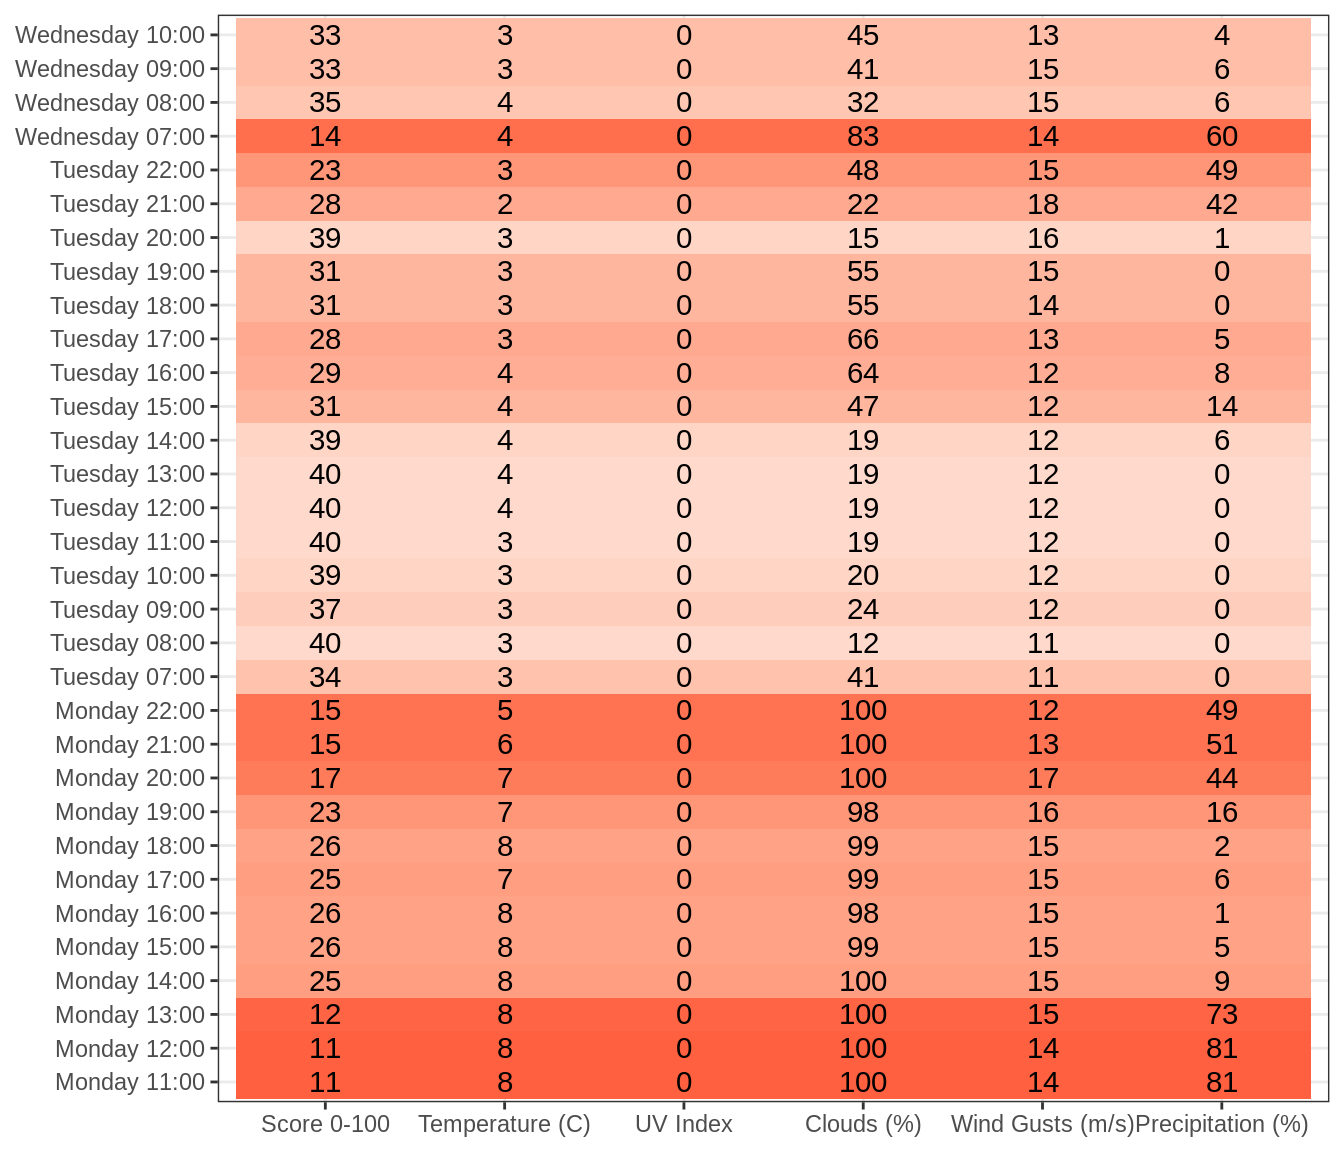 Wednesday 10:00 33 3 0 45 13 4
Wednesday 09:00 33 3 0 41 15 6
Wednesday 08:00 35 4 0 32 15 6
Wednesday 07:00 14 4 0 83 14 60
Tuesday 22:00 23 3 0 48 15 49
Tuesday 21:00 28 2 0 22 18 42
Tuesday 20:00 39 3 0 15 16 1
Tuesday 19:00 31 3 0 55 15 0
Tuesday 18:00 31 3 0 55 14 0
Tuesday 17:00 28 3 0 66 13 5
Tuesday 16:00 29 4 0 64 12 8
Tuesday 15:00 31 4 0 47 12 14
Tuesday 14:00 39 4 0 19 12 6
Tuesday 13:00 40 4 0 19 12 0
Tuesday 12:00 40 4 0 19 12 0
Tuesday 11:00 40 3 0 19 12 0
Tuesday 10:00 39 3 0 20 12 0
Tuesday 09:00 37 3 0 24 12 0
Tuesday 08:00 40 3 0 12 11 0
Tuesday 07:00 34 3 0 41 11 0
Monday 22:00 15 5 0 100 12 49
Monday 21:00 15 6 0 100 13 51
Monday 20:00 17 7 0 100 17 44
Monday 19:00 23 7 0 98 16 16
Monday 18:00 26 8 0 99 15 2
Monday 17:00 25 7 0 99 15 6
Monday 16:00 26 8 0 98 15 1
Monday 15:00 26 8 0 99 15 5
Monday 14:00 25 8 0 100 15 9
Monday 13:00 12 8 0 100 15 73
Monday 12:00 11 8 0 100 14 81
Monday 11:00 11 8 0 100 14 81
Score 0-100 Temperature (C) UV Index Clouds (%) Wind Gusts (m/s) Precipitation (%)